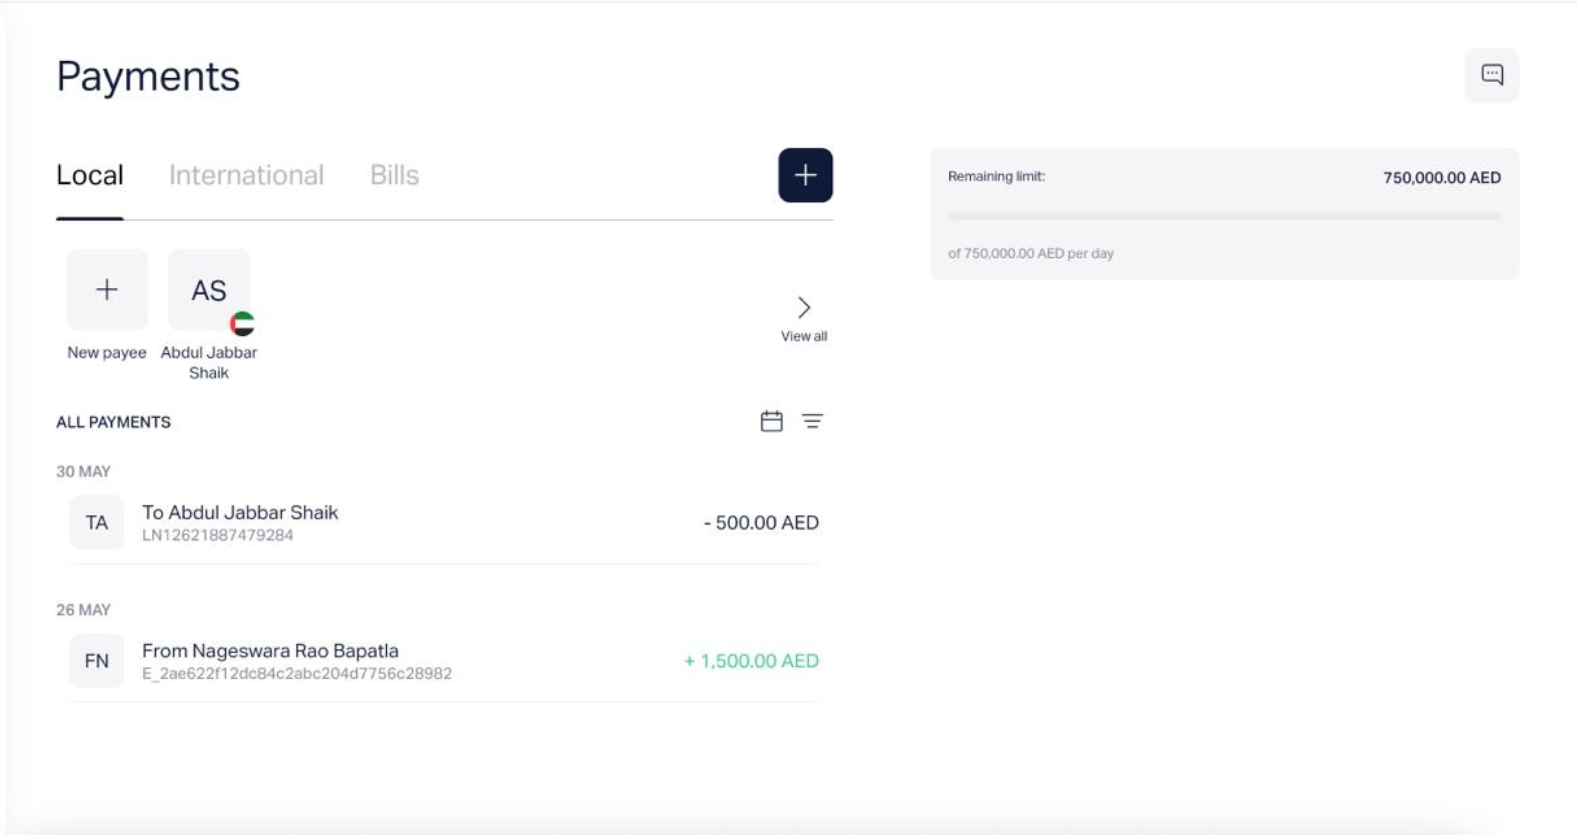 Payments
Local
International
Bills
Remaining limit:
750,000.00 AED
of 750,000.00 AED per day
AS
New payee
Abdul Jabbar
Shaik
View all
ALL PAYMENTS
30 MAY
TA
To Abdul Jabbar Shaik
LN12621887479284
- 500.00 AED
26 MAY
FN
From Nageswara Rao Bapatla
E_2ae622f12dc84c2abc204d7756c28982
+ 1,500.00 AED